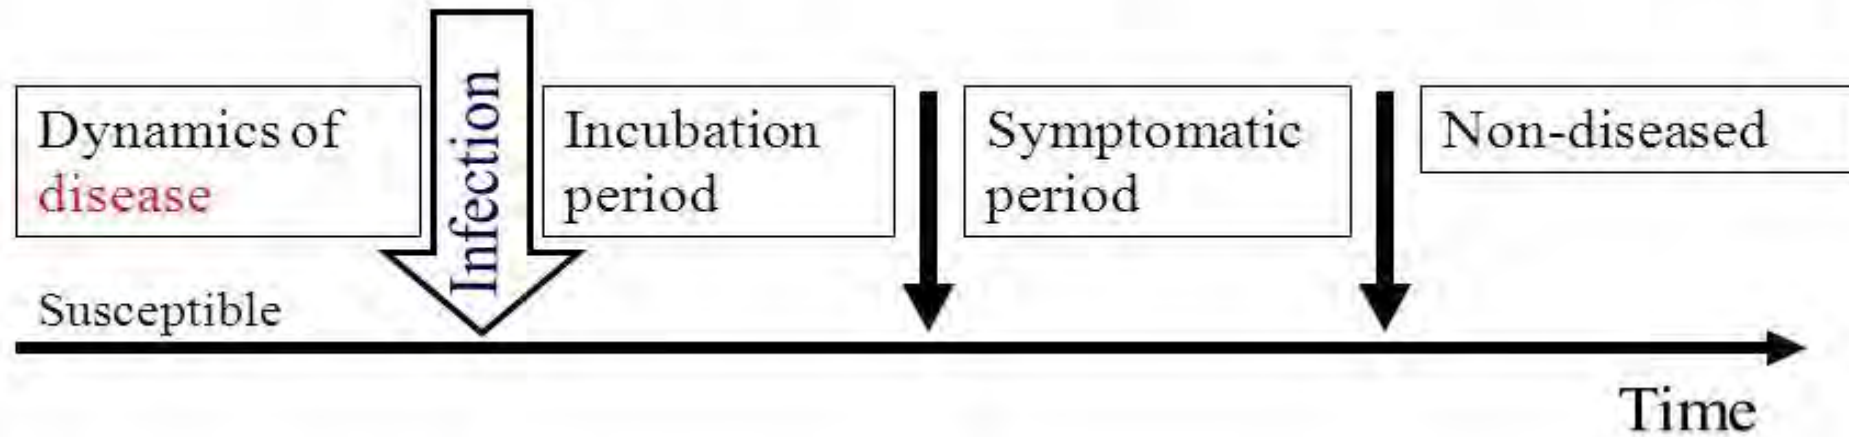 Dynamics of
disease
Infection
Incubation
period
Symptomatic
period
Non-diseased
Susceptible
Time